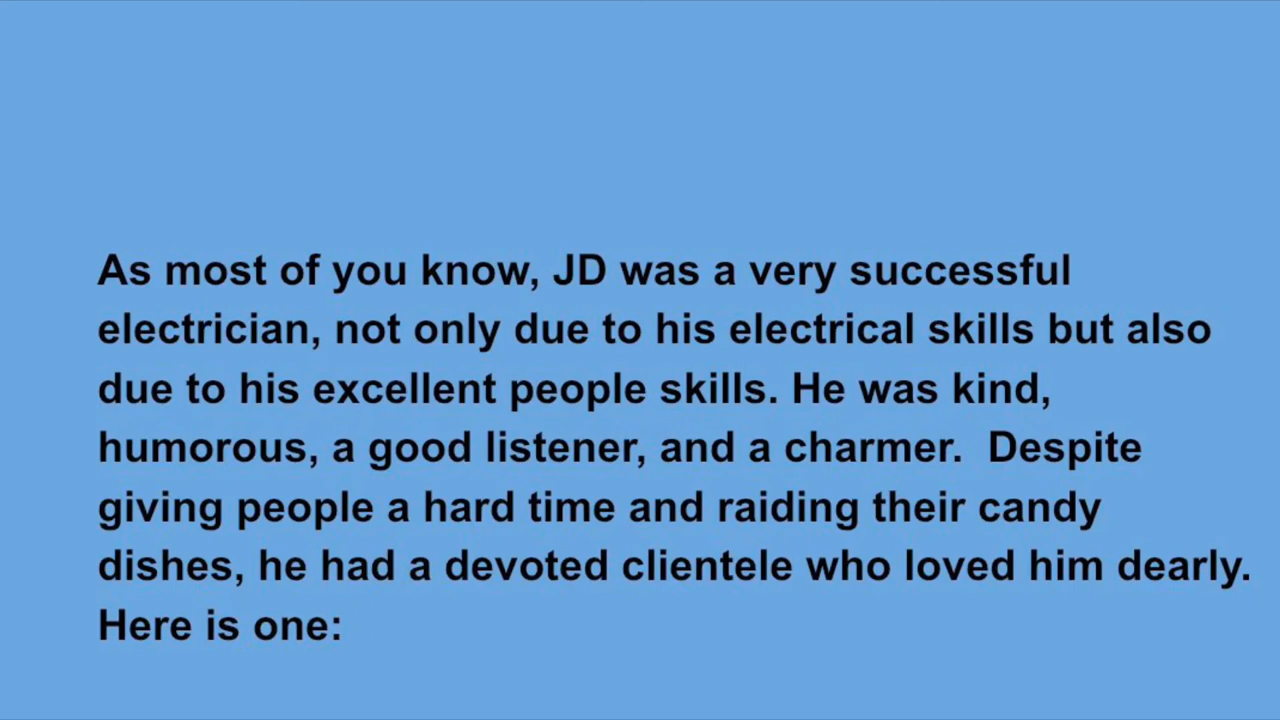 As most of you know, JD was a very successful
electrician, not only due to his electrical skills but also
due to his excellent people skills. He was kind,
humorous, a good listener, and a charmer.  Despite
giving people a hard time and raiding their candy
dishes, he had a devoted clientele who loved him dearly.
Here is one: